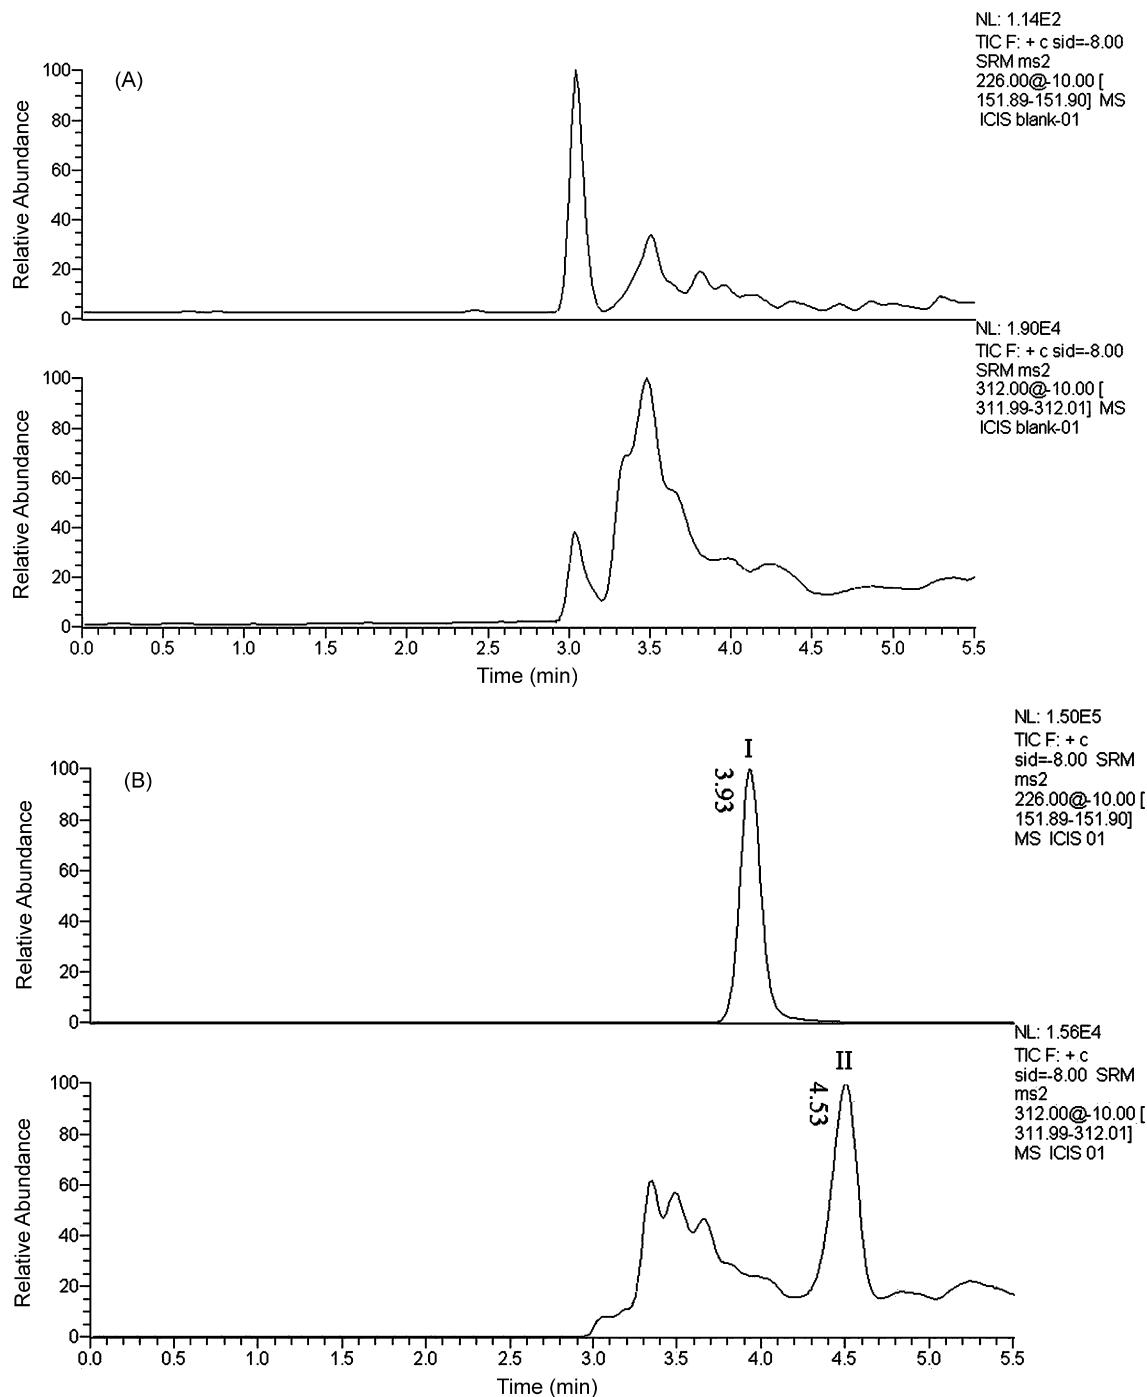 NL: 1.14E2
TIC F: + c sid=-8.00
SRM ms2
226.00@-10.00 [
151.89-151.90] MS
ICIS blank-01
(A)
100
80
60
40
20
0
Relative Abundance
NL: 1.90E4
TIC F: + c sid=-8.00
SRM ms2
312.00@-10.00 [
311.99-312.01] MS
ICIS blank-01
100
80
60
40
20
0
Relative Abundance
0.0 0.5 1.0 1.5 2.0 2.5 3.0 3.5 4.0 4.5 5.0 5.5
Time (min)
NL: 1.50E5
TIC F: + c
sid=-8.00 SRM
ms2
226.00@-10.00 [
151.89-151.90]
MS ICIS 01
(B)
I
3.93
100
80
60
40
20
0
Relative Abundance
NL: 1.56E4
TIC F: + c
sid=-8.00 SRM
ms2
312.00@-10.00 [
311.99-312.01]
MS ICIS 01
II
4.53
100
80
60
40
20
0
Relative Abundance
0.0 0.5 1.0 1.5 2.0 2.5 3.0 3.5 4.0 4.5 5.0 5.5
Time (min)